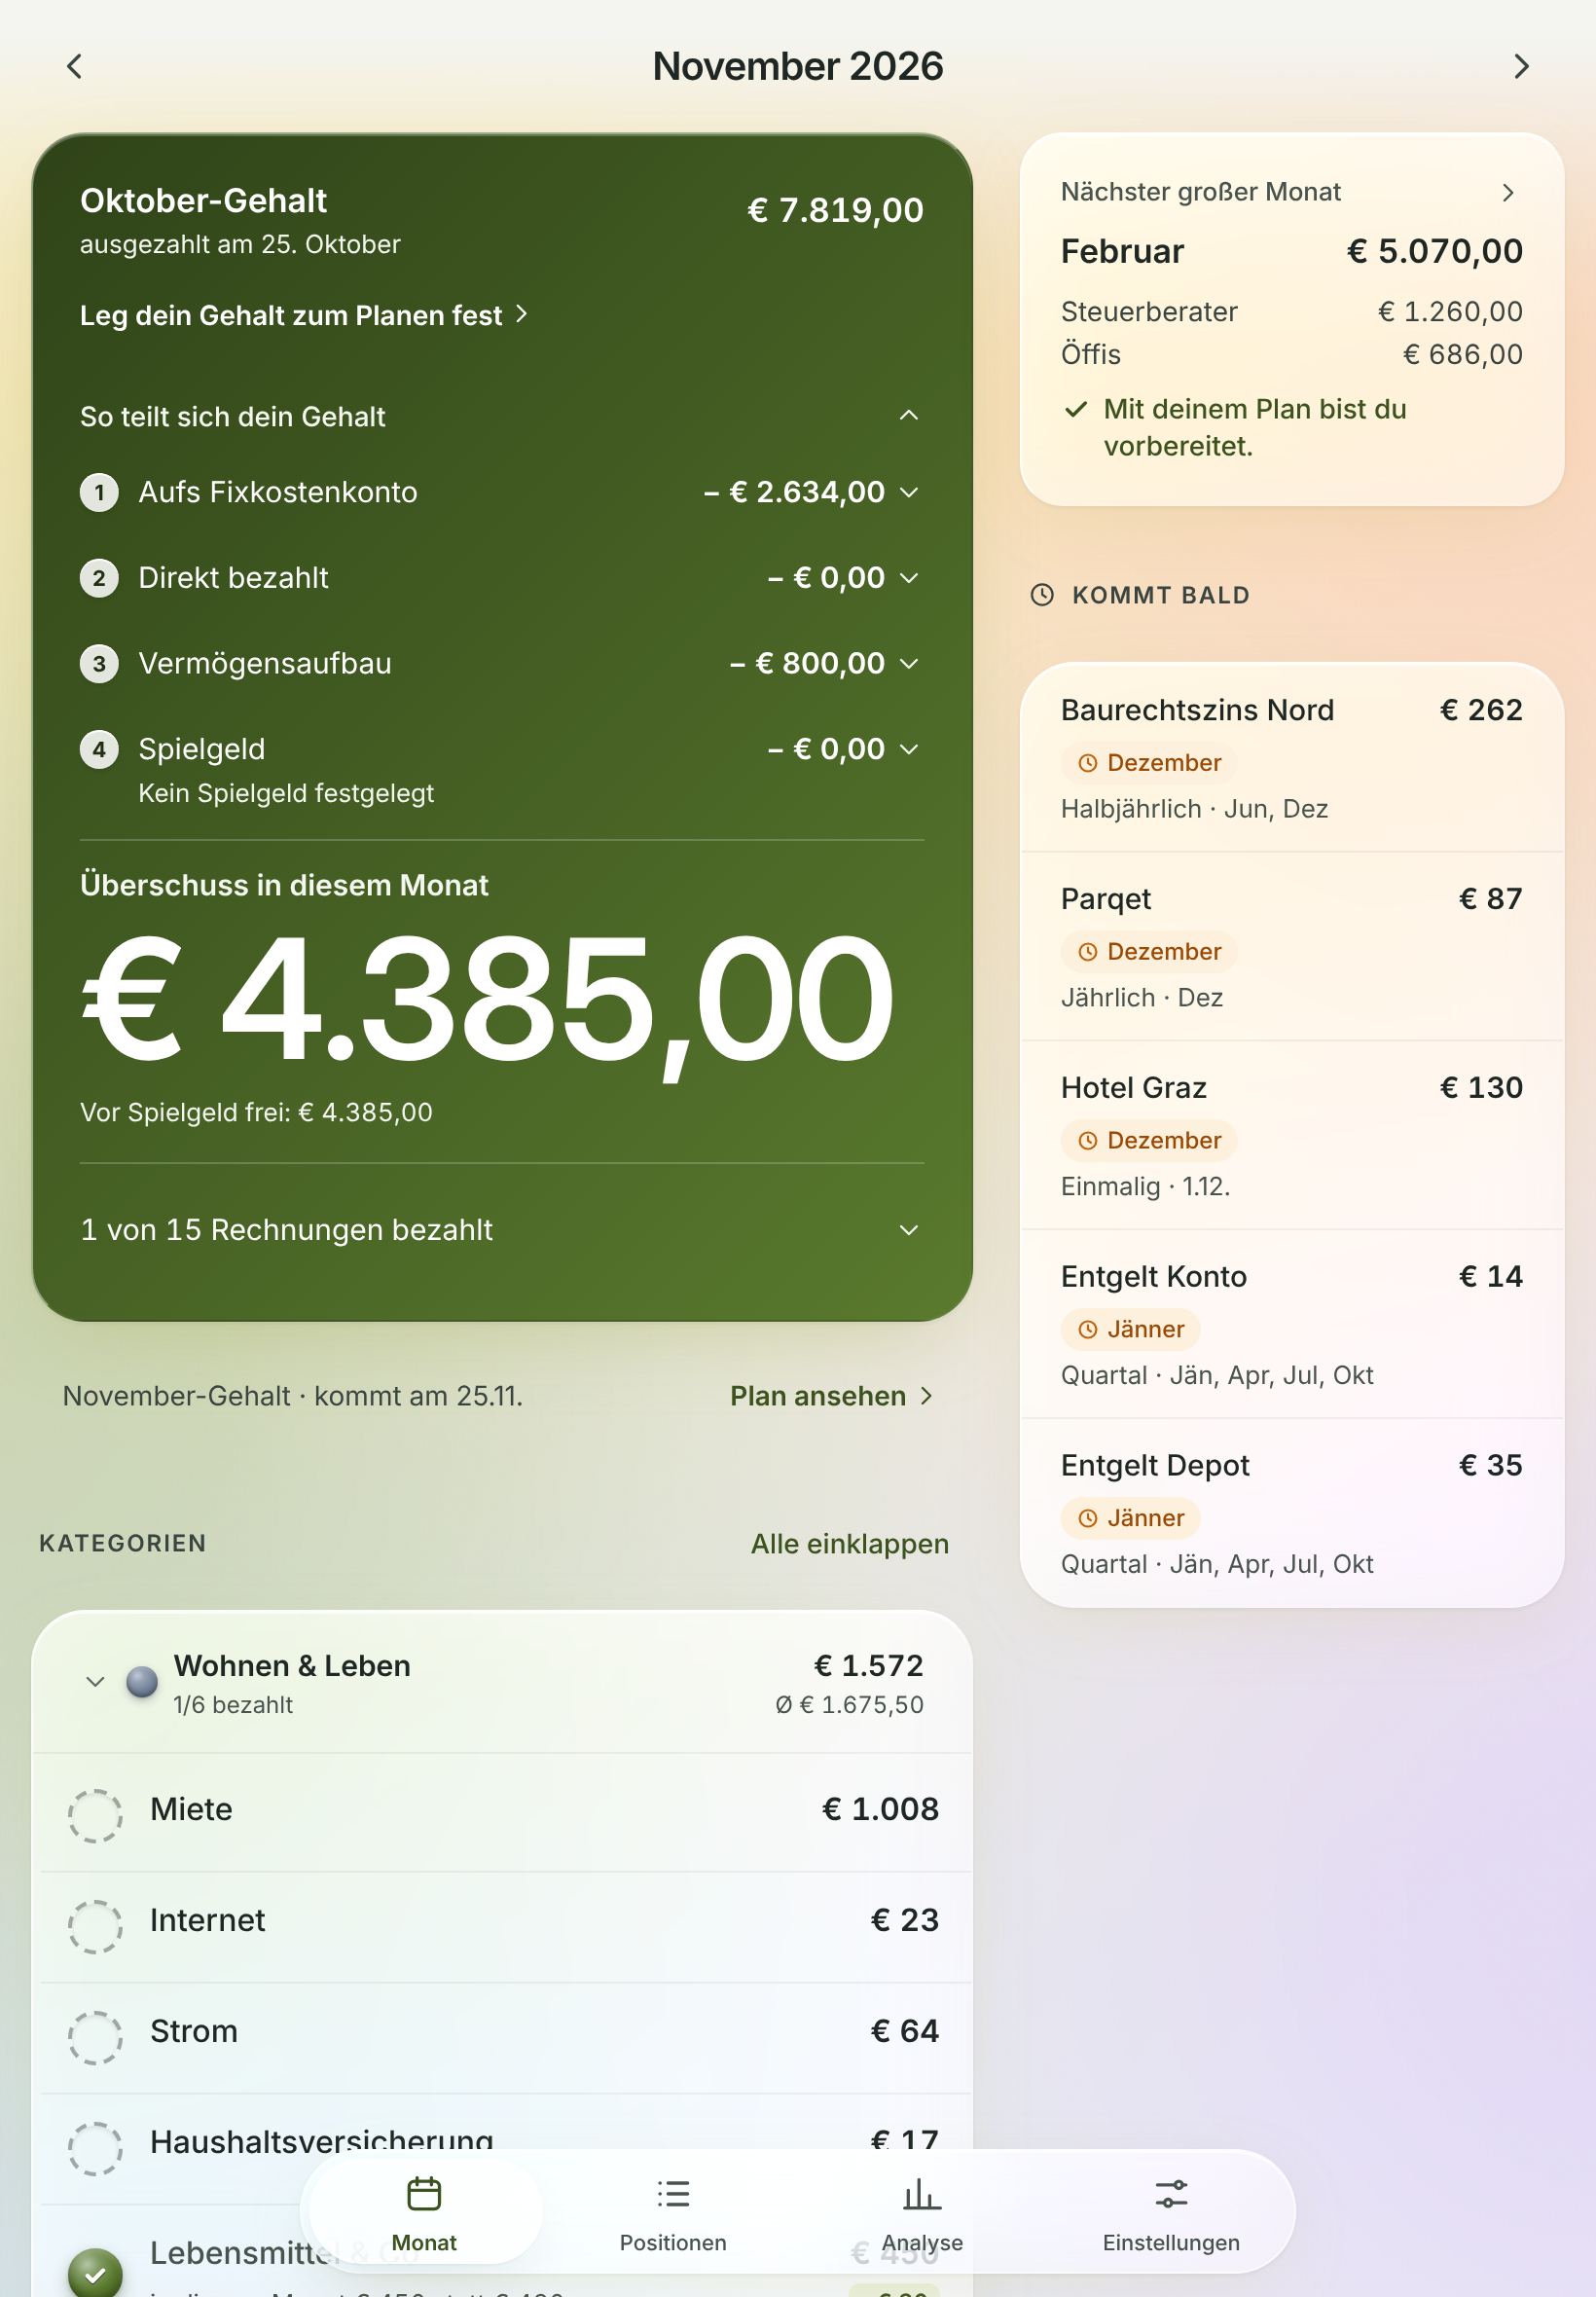 November 2026
Oktober-Gehalt
€ 7.819,00
ausgezahlt am 25. Oktober
Leg dein Gehalt zum Planen fest
So teilt sich dein Gehalt
1 Aufs Fixkostenkonto – € 2.634,00
2 Direkt bezahlt – € 0,00
3 Vermögensaufbau – € 800,00
4 Spielgeld – € 0,00
Kein Spielgeld festgelegt
Überschuss in diesem Monat
€ 4.385,00
Vor Spielgeld frei: € 4.385,00
1 von 15 Rechnungen bezahlt
November-Gehalt · kommt am 25.11. Plan ansehen
KATEGORIEN Alle einklappen
Wohnen & Leben € 1.572
1/6 bezahlt Ø € 1.675,50
Miete € 1.008
Internet € 23
Strom € 64
Haushaltsversicherung € 17
Lebensmittel & Co € 450
Nächster großer Monat
Februar € 5.070,00
Steuerberater € 1.260,00
Öffis € 686,00
Mit deinem Plan bist du
vorbereitet.
KOMMT BALD
Baurechtszins Nord € 262
Dezember
Halbjährlich · Jun, Dez
Parqet € 87
Dezember
Jährlich · Dez
Hotel Graz € 130
Dezember
Einmalig · 1.12.
Entgelt Konto € 14
Jänner
Quartal · Jän, Apr, Jul, Okt
Entgelt Depot € 35
Jänner
Quartal · Jän, Apr, Jul, Okt
Monat Positionen Analyse Einstellungen